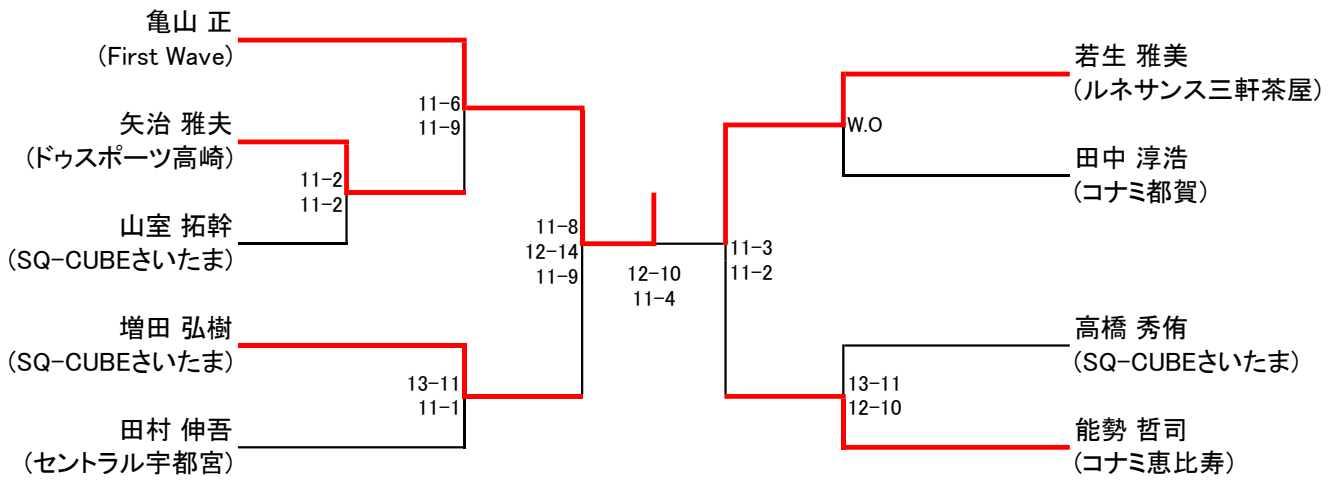 亀山 正
(First Wave)
矢治 雅夫
(ドゥスポーツ高崎)
山室 拓幹
(SQ-CUBEさいたま)
増田 弘樹
(SQ-CUBEさいたま)
田村 伸吾
(セントラル宇都宮)
11-6
11-9
11-2
11-2
13-11
11-1
11-8
12-14
11-9
12-10
11-4
11-3
11-2
W.O
13-11
12-10
若生 雅美
(ルネサンス三軒茶屋)
田中 淳浩
(コナミ都賀)
高橋 秀侑
(SQ-CUBEさいたま)
能勢 哲司
(コナミ恵比寿)